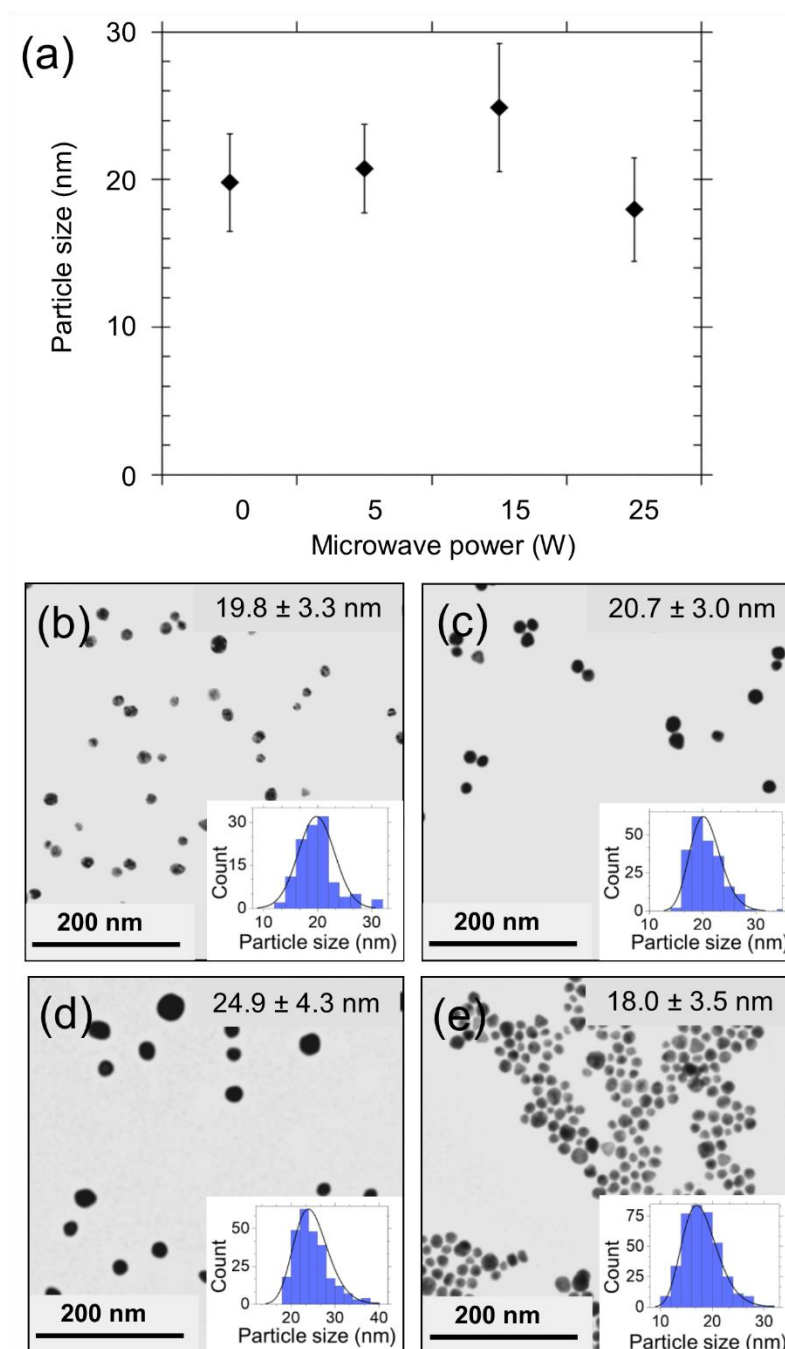 (a)
30
20
10
0
Particle size (nm)
0 5 15 25
Microwave power (W)
(b)
19.8 ± 3.3 nm
30
15
0
Count
10 20 30
Particle size (nm)
200 nm
(c)
20.7 ± 3.0 nm
50
25
0
Count
10 20 30
Particle size (nm)
200 nm
(d)
24.9 ± 4.3 nm
50
25
0
Count
20 30 40
Particle size (nm)
200 nm
(e)
18.0 ± 3.5 nm
75
50
25
0
Count
10 20 30
Particle size (nm)
200 nm